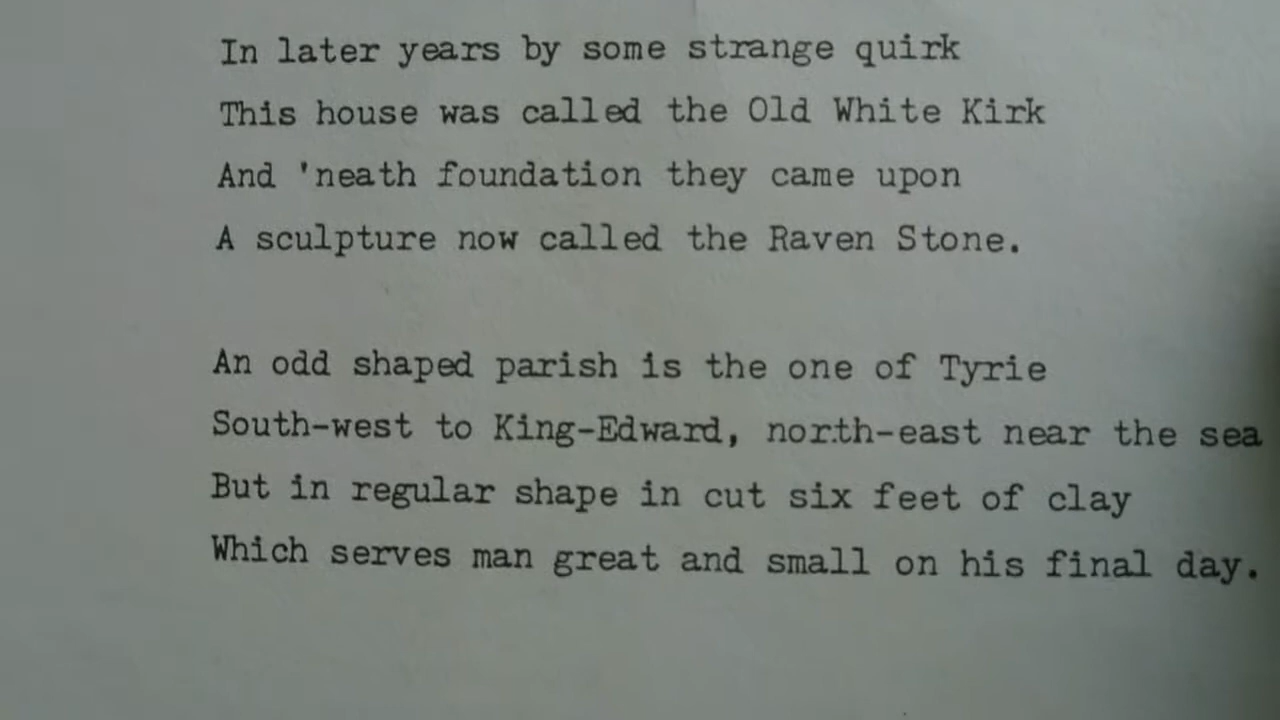 In later years by some strange quirk
This house was called the Old White Kirk
And 'neath foundation they came upon
A sculpture now called the Raven Stone.
An odd shaped parish is the one of Tyrie
South-west to King-Edward, north-east near the sea
But in regular shape in cut six feet of clay
Which serves man great and small on his final day.